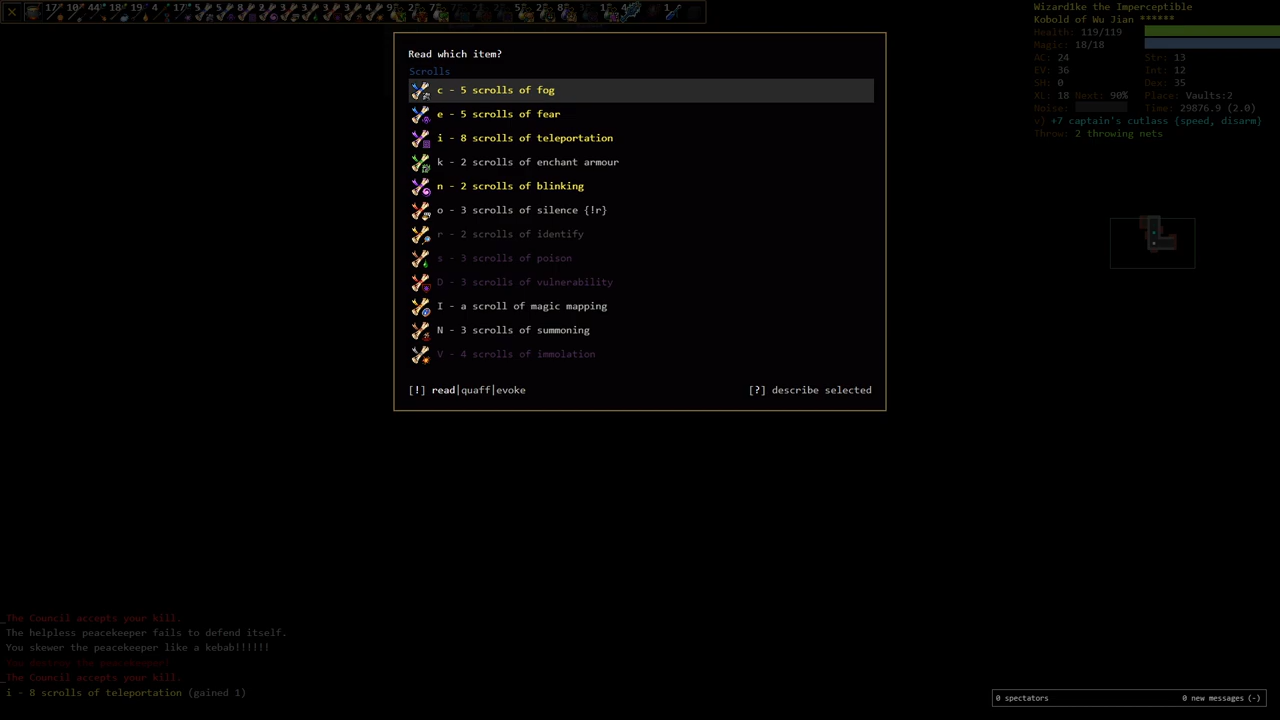 Wizard1ke the Imperceptible
Kobold of Wu Jian ******
Health: 119/119
Magic: 18/18
AC: 24 Str: 13
EV: 36 Int: 12
SH: 0 Dex: 35
XL: 18 Next: 90% Place: Vaults:2
Noise: Time: 29876.9 (2.0)
v) +7 captain's cutlass {speed, disarm}
Throw: 2 throwing nets
Read which item?
Scrolls
c - 5 scrolls of fog
e - 5 scrolls of fear
i - 8 scrolls of teleportation
k - 2 scrolls of enchant armour
n - 2 scrolls of blinking
o - 3 scrolls of silence {!r}
r - 2 scrolls of identify
s - 3 scrolls of poison
D - 3 scrolls of vulnerability
I - a scroll of magic mapping
N - 3 scrolls of summoning
V - 4 scrolls of immolation
[!] read|quaff|evoke [?] describe selected
_The Council accepts your kill.
The helpless peacekeeper fails to defend itself.
You skewer the peacekeeper like a kebab!!!!!!
You destroy the peacekeeper!
_The Council accepts your kill.
i - 8 scrolls of teleportation (gained 1)
0 spectators 0 new messages (-)